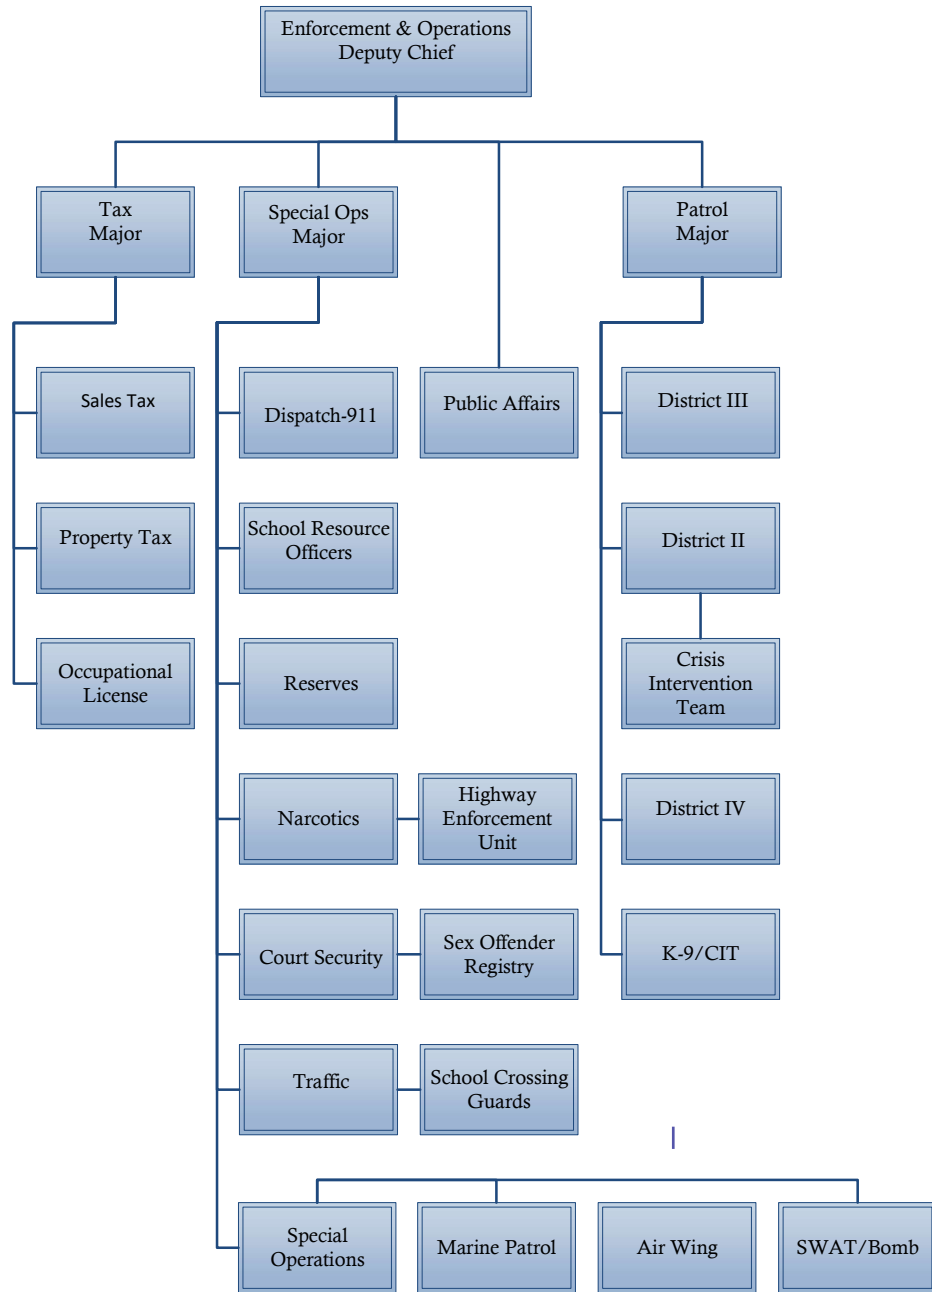 Enforcement & Operations
Deputy Chief
Tax
Major
Special Ops
Major
Patrol
Major
Sales Tax
Dispatch-911
Public Affairs
District III
Property Tax
School Resource
Officers
District II
Occupational
License
Reserves
Crisis
Intervention
Team
Narcotics
Highway
Enforcement
Unit
District IV
Court Security
Sex Offender
Registry
K-9/CIT
Traffic
School Crossing
Guards
Special
Operations
Marine Patrol
Air Wing
SWAT/Bomb